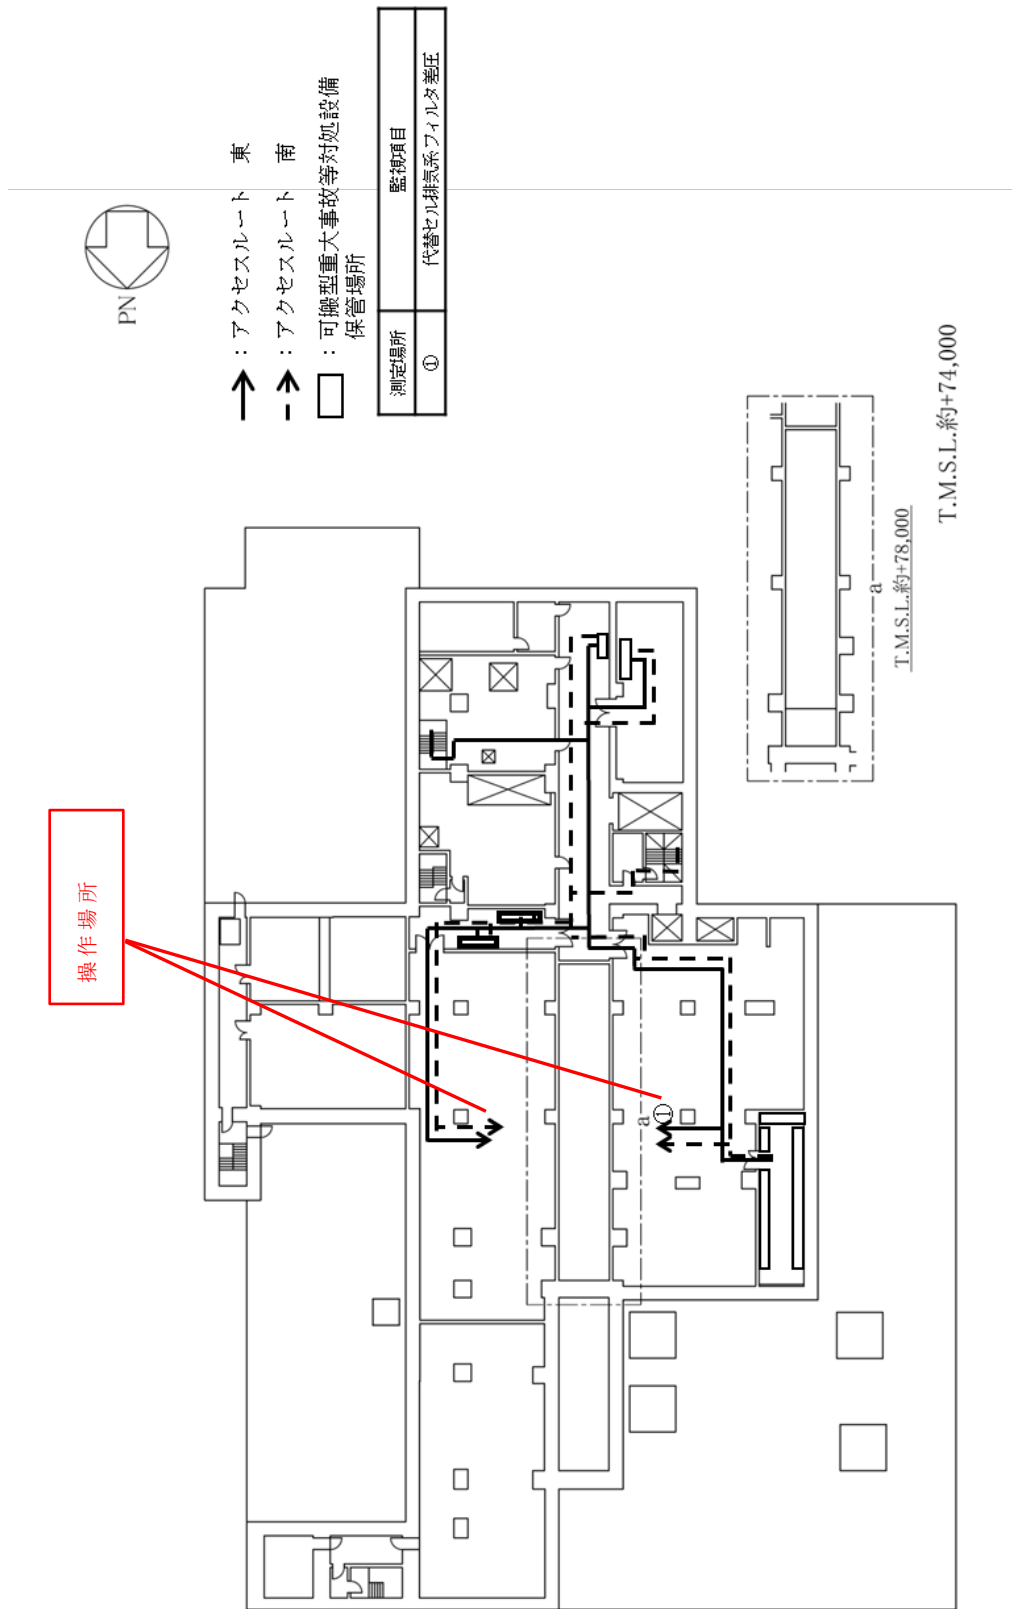 PN
：アクセスルート　東
：アクセスルート　南
：可搬型重大事故等対処設備
保管場所
測定場所
監視項目
①
代替セル排気系フィルタ差圧
操作場所
①
a
a
T.M.S.L.約+78,000
T.M.S.L.約+74,000